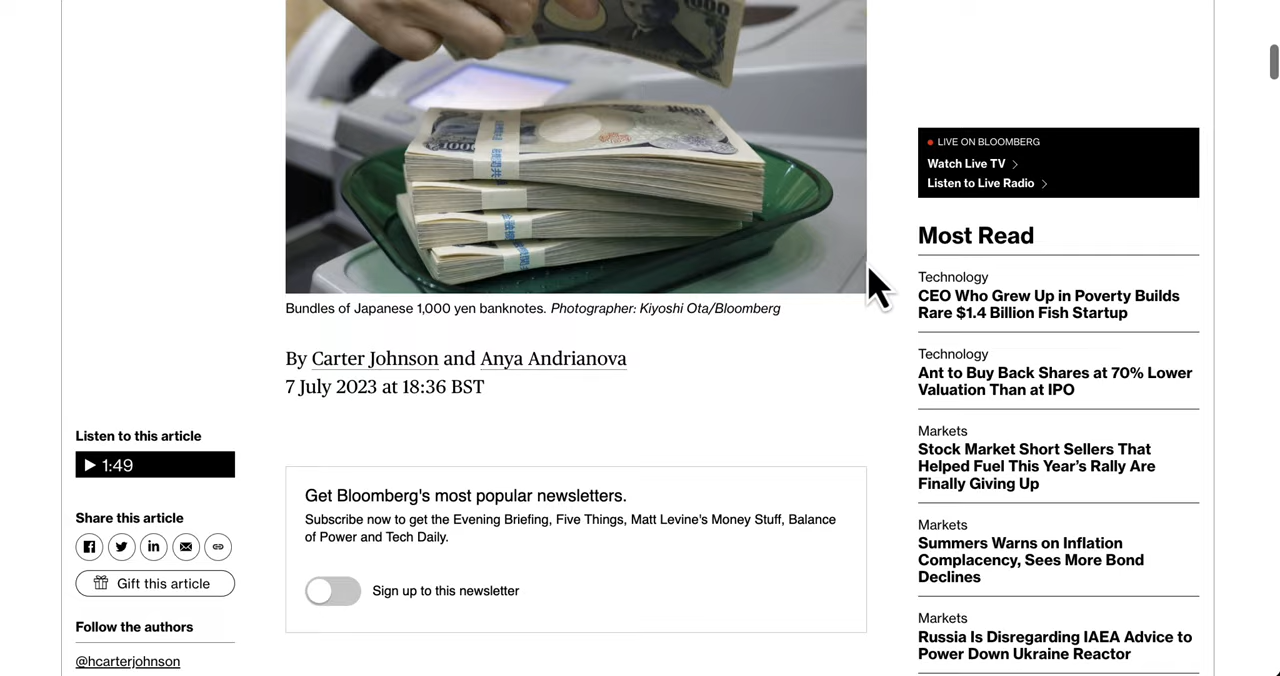 1000
1000
Bundles of Japanese 1,000 yen banknotes. Photographer: Kiyoshi Ota/Bloomberg
By Carter Johnson and Anya Andrianova
7 July 2023 at 18:36 BST
Listen to this article
1:49
Share this article
Gift this article
Follow the authors
@hcarterjohnson
Get Bloomberg's most popular newsletters.
Subscribe now to get the Evening Briefing, Five Things, Matt Levine's Money Stuff, Balance
of Power and Tech Daily.
Sign up to this newsletter
LIVE ON BLOOMBERG
Watch Live TV
Listen to Live Radio
Most Read
Technology
CEO Who Grew Up in Poverty Builds
Rare $1.4 Billion Fish Startup
Technology
Ant to Buy Back Shares at 70% Lower
Valuation Than at IPO
Markets
Stock Market Short Sellers That
Helped Fuel This Year’s Rally Are
Finally Giving Up
Markets
Summers Warns on Inflation
Complacency, Sees More Bond
Declines
Markets
Russia Is Disregarding IAEA Advice to
Power Down Ukraine Reactor